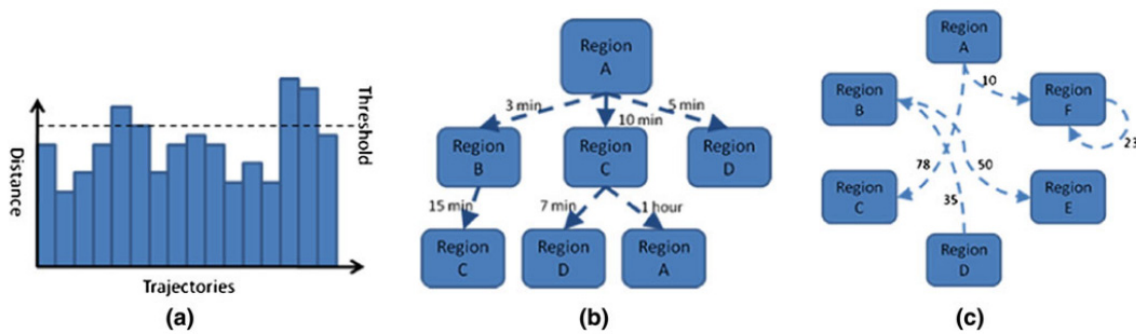 Distance
Threshold
Trajectories
(a)
Region
A
3 min
10 min
5 min
Region
B
Region
C
Region
D
15 min
7 min
1 hour
Region
C
Region
D
Region
A
(b)
Region
A
10
Region
B
Region
F
23
78
50
Region
C
35
Region
E
Region
D
(c)